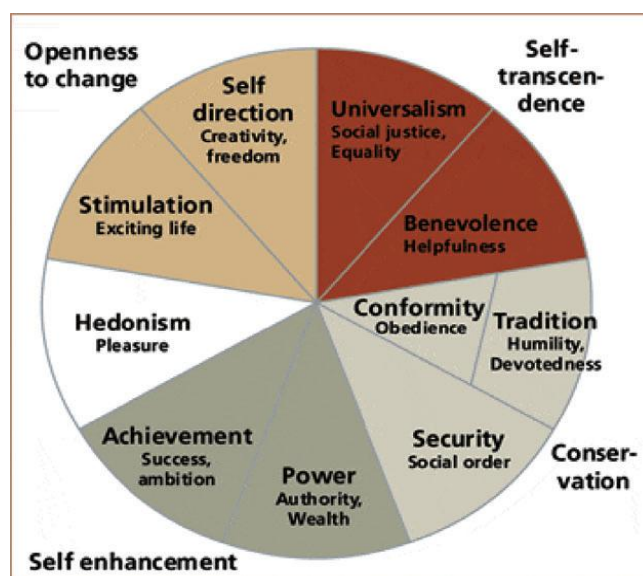 Openness
to change
Self-
transcen-
dence
Self
direction
Creativity,
freedom
Universalism
Social justice,
Equality
Stimulation
Exciting life
Benevolence
Helpfulness
Hedonism
Pleasure
Conformity
Obedience
Tradition
Humility,
Devotedness
Achievement
Success,
ambition
Power
Authority,
Wealth
Security
Social order
Conser-
vation
Self enhancement